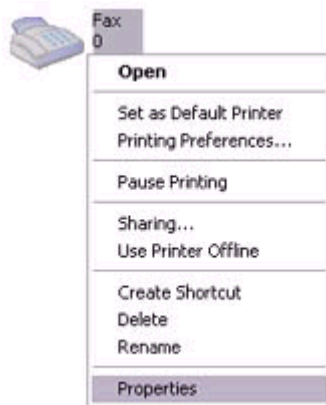 Fax
0
Open
Set as Default Printer
Printing Preferences...
Pause Printing
Sharing...
Use Printer Offline
Create Shortcut
Delete
Rename
Properties